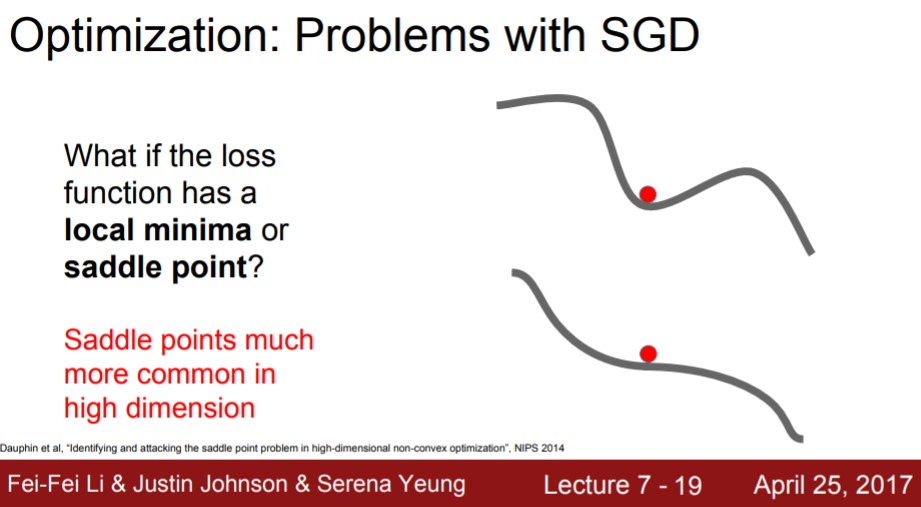 Optimization: Problems with SGD
What if the loss
function has a
local minima or
saddle point?
Saddle points much
more common in
high dimension
Dauphin et al, “Identifying and attacking the saddle point problem in high-dimensional non-convex optimization”, NIPS 2014
Fei-Fei Li & Justin Johnson & Serena Yeung Lecture 7 - 19 April 25, 2017